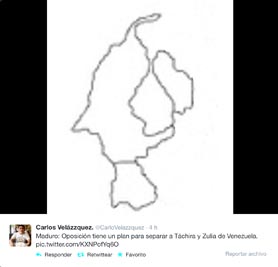 Carlos Velázzquez. @CarloVelazzquez · 4 h
Maduro: Oposición tiene un plan para separar a Táchira y Zulia de Venezuela.
pic.twitter.com/KXNPcfYq6O
Responder Retwittear Favorito Reportar archivo